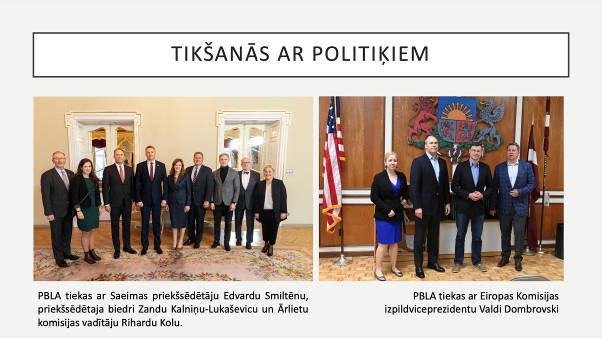 TIKŠANĀS AR POLITIĶIEM
PBLA tiekas ar Saeimas priekšsēdētāju Edvardu Smiltēnu,
priekšsēdētaja biedri Zandu Kalniņu-Lukaševicu un Ārlietu
komisijas vadītāju Rihardu Kolu.
PBLA tiekas ar Eiropas Komisijas
izpildviceprezidentu Valdi Dombrovski